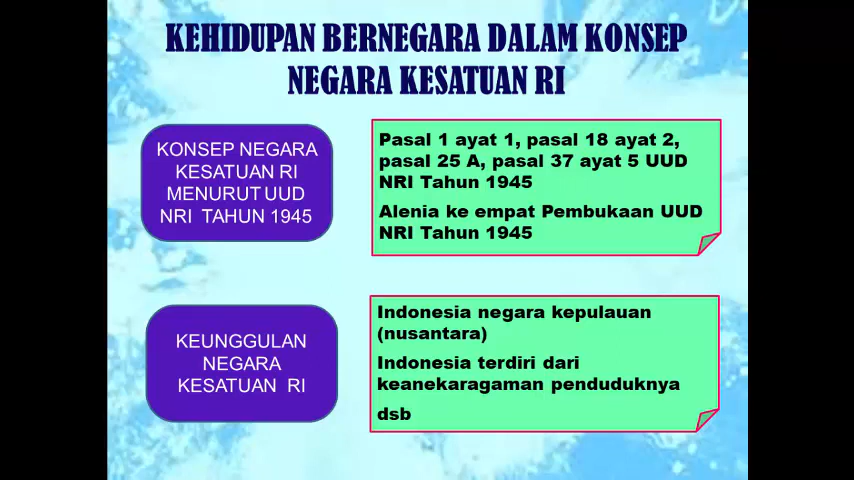 KEHIDUPAN BERNEGARA DALAM KONSEP
NEGARA KESATUAN RI
KONSEP NEGARA
KESATUAN RI
MENURUT UUD
NRI TAHUN 1945
Pasal 1 ayat 1, pasal 18 ayat 2,
pasal 25 A, pasal 37 ayat 5 UUD
NRI Tahun 1945
Alenia ke empat Pembukaan UUD
NRI Tahun 1945
KEUNGGULAN
NEGARA
KESATUAN RI
Indonesia negara kepulauan
(nusantara)
Indonesia terdiri dari
keanekaragaman penduduknya
dsb